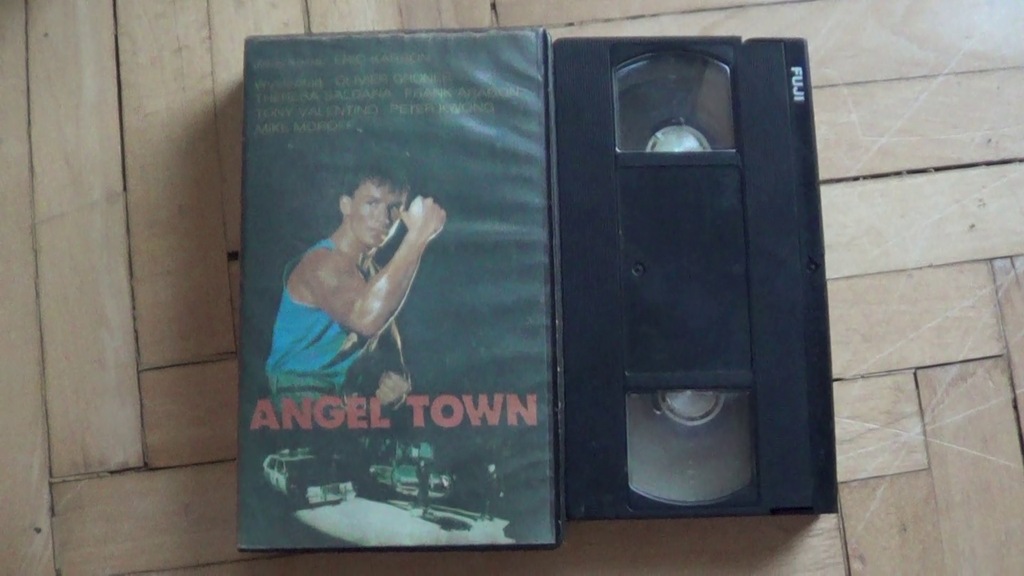 ERIC KARSON
OLIVIER GRUNER
THERESA SALDANA FRANK ARAGON
TONY VALENTINO PETER KWONG
MIKE MOROFF
ANGEL TOWN
FUJI